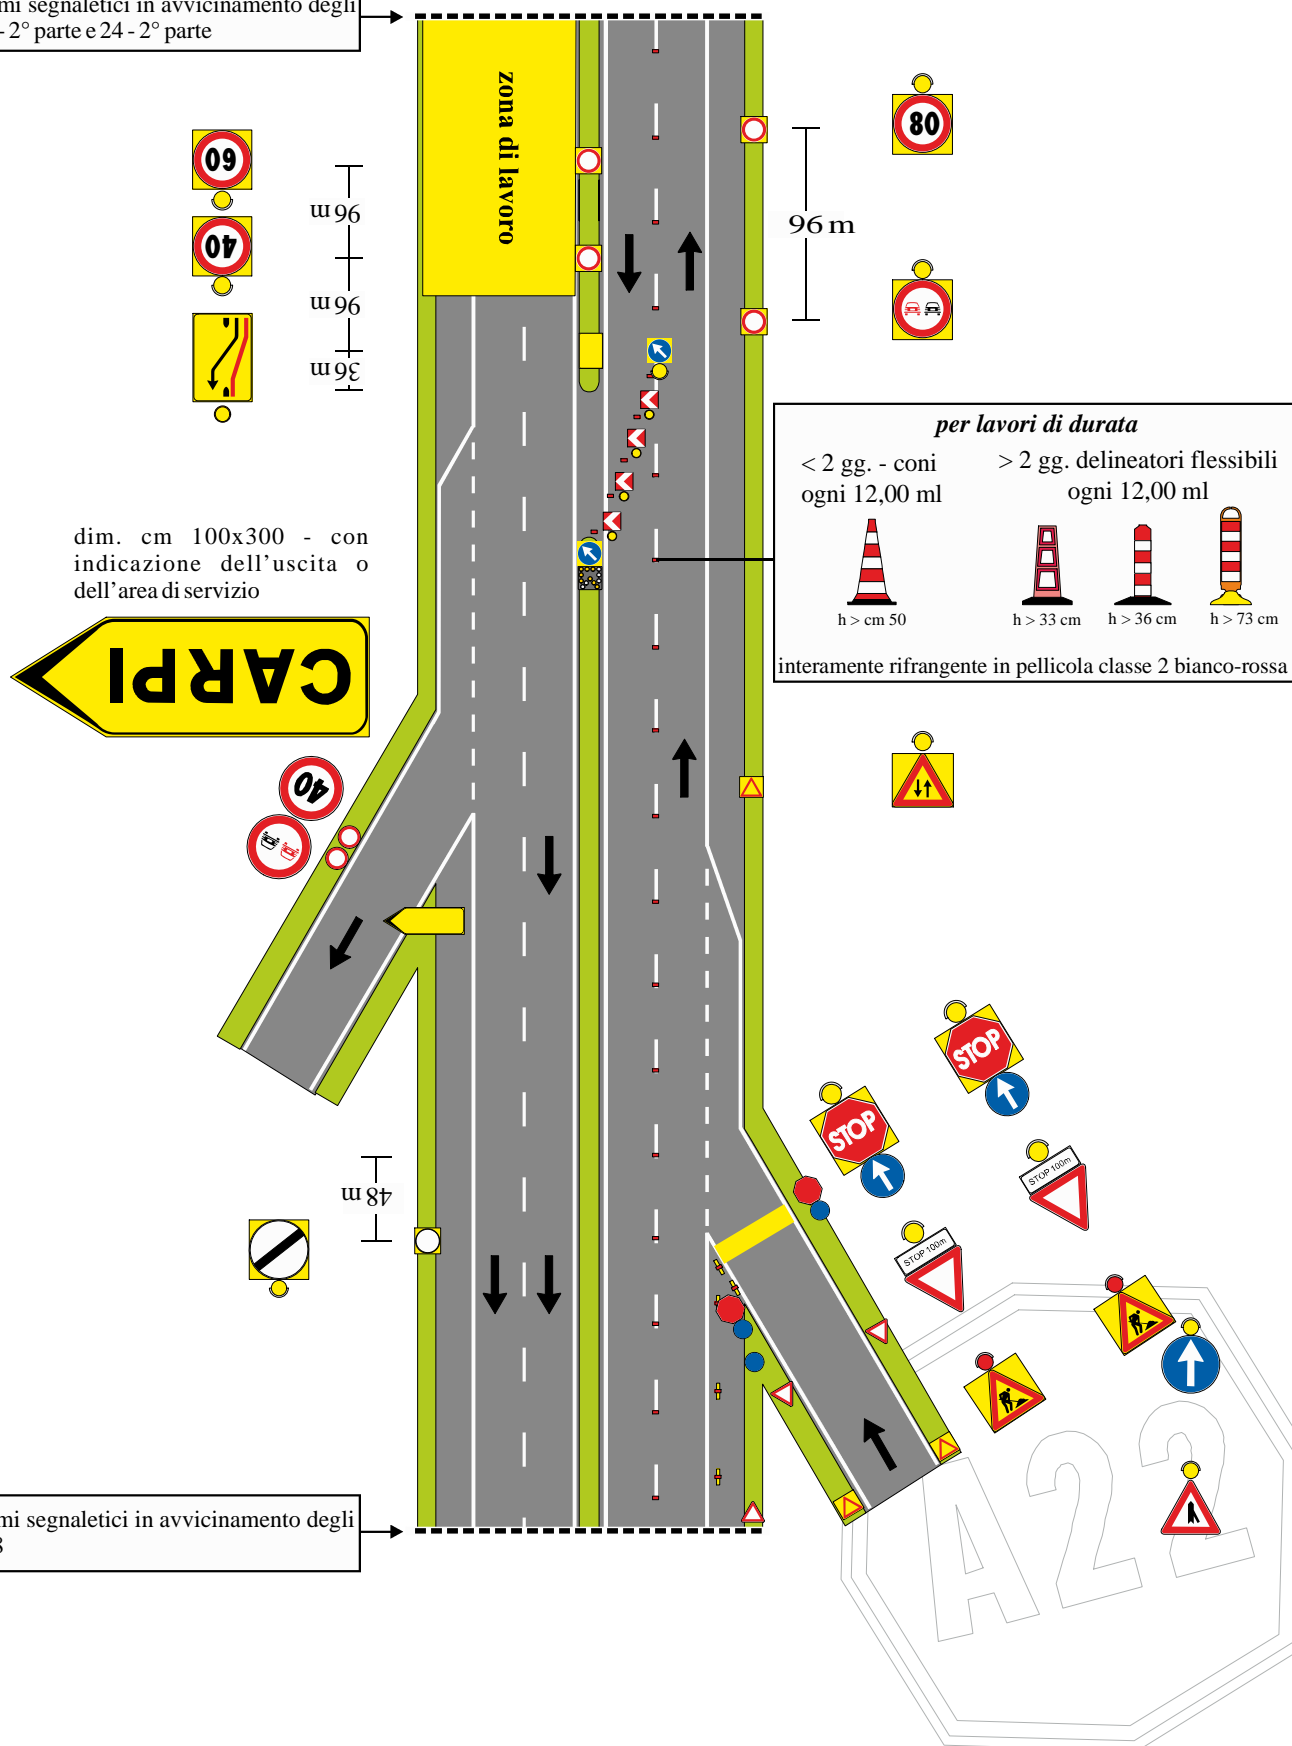 mi segnaletici in avvicinamento degli
- 2° parte e 24 - 2° parte
zona di lavoro
80
60
96 m
40
96 m
96 m
36 m
per lavori di durata
< 2 gg. - coni
ogni 12,00 ml
> 2 gg. delineatori flessibili
ogni 12,00 ml
h > cm 50
h > 33 cm
h > 36 cm
h > 73 cm
interamente rifrangente in pellicola classe 2 bianco-rossa
dim. cm 100x300 - con
indicazione dell'uscita o
dell'area di servizio
CARPI
40
STOP
STOP
STOP 100m
STOP 100m
48 m
A22
mi segnaletici in avvicinamento degli
8